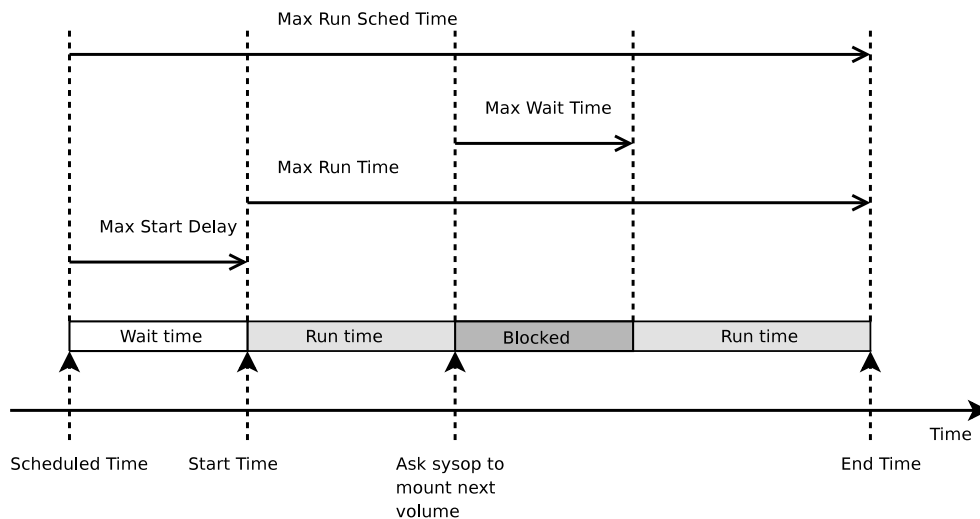 Max Run Sched Time
Max Wait Time
Max Run Time
Max Start Delay
Wait time
Run time
Blocked
Run time
Time
Scheduled Time
Start Time
Ask sysop to
mount next
volume
End Time